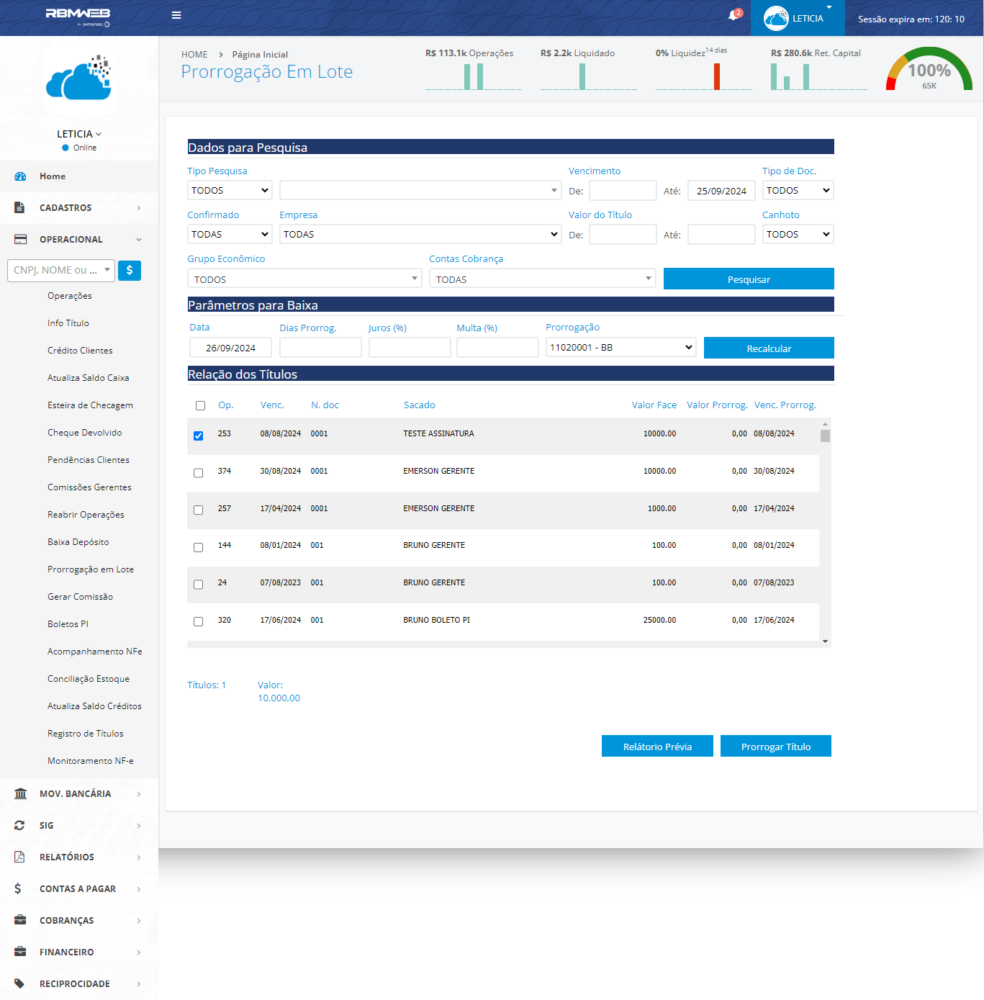 RBMWEB
by dimensa
2
LETICIA
Sessão expira em: 120: 10
HOME > Página Inicial
Prorrogação Em Lote
R$ 113.1k Operações
R$ 2.2k Liquidado
0% Liquidez 14 dias
R$ 280.6k Ret. Capital
100%
65K
LETICIA
Online
Home
CADASTROS
OPERACIONAL
CNPJ, NOME ou ...
$
Operações
Info Título
Crédito Clientes
Atualiza Saldo Caixa
Esteira de Checagem
Cheque Devolvido
Pendências Clientes
Comissões Gerentes
Reabrir Operações
Baixa Depósito
Prorrogação em Lote
Gerar Comissão
Boletos PI
Acompanhamento NFe
Conciliação Estoque
Atualiza Saldo Créditos
Registro de Títulos
Monitoramento NF-e
MOV. BANCÁRIA
SIG
RELATÓRIOS
CONTAS A PAGAR
COBRANÇAS
FINANCEIRO
RECIPROCIDADE
Dados para Pesquisa
Tipo Pesquisa Vencimento Tipo de Doc.
TODOS De: Até: 25/09/2024 TODOS
Confirmado Empresa Valor do Título Canhoto
TODAS TODAS De: Até: TODOS
Grupo Econômico Contas Cobrança
TODOS TODAS Pesquisar
Parâmetros para Baixa
Data Dias Prorrog. Juros (%) Multa (%) Prorrogação
26/09/2024 11020001 - BB Recalcular
Relação dos Títulos
Op. Venc. N. doc Sacado Valor Face Valor Prorrog. Venc. Prorrog.
253 08/08/2024 0001 TESTE ASSINATURA 10000.00 0,00 08/08/2024
374 30/08/2024 0001 EMERSON GERENTE 10000.00 0,00 30/08/2024
257 17/04/2024 0001 EMERSON GERENTE 1000.00 0,00 17/04/2024
144 08/01/2024 001 BRUNO GERENTE 100.00 0,00 08/01/2024
24 07/08/2023 001 BRUNO GERENTE 100.00 0,00 07/08/2023
320 17/06/2024 001 BRUNO BOLETO PI 25000.00 0,00 17/06/2024
Títulos: 1 Valor:
10.000,00
Relátorio Prévia Prorrogar Título